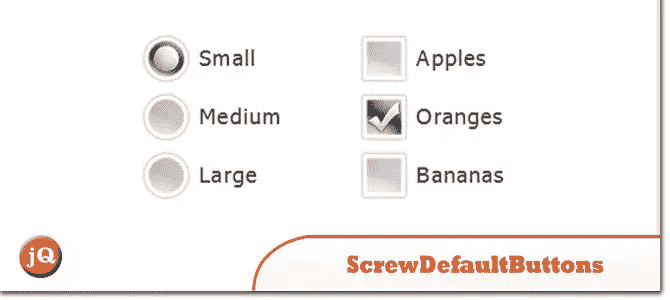 Small
Medium
Large
Apples
Oranges
Bananas
jQ
ScrewDefaultButtons